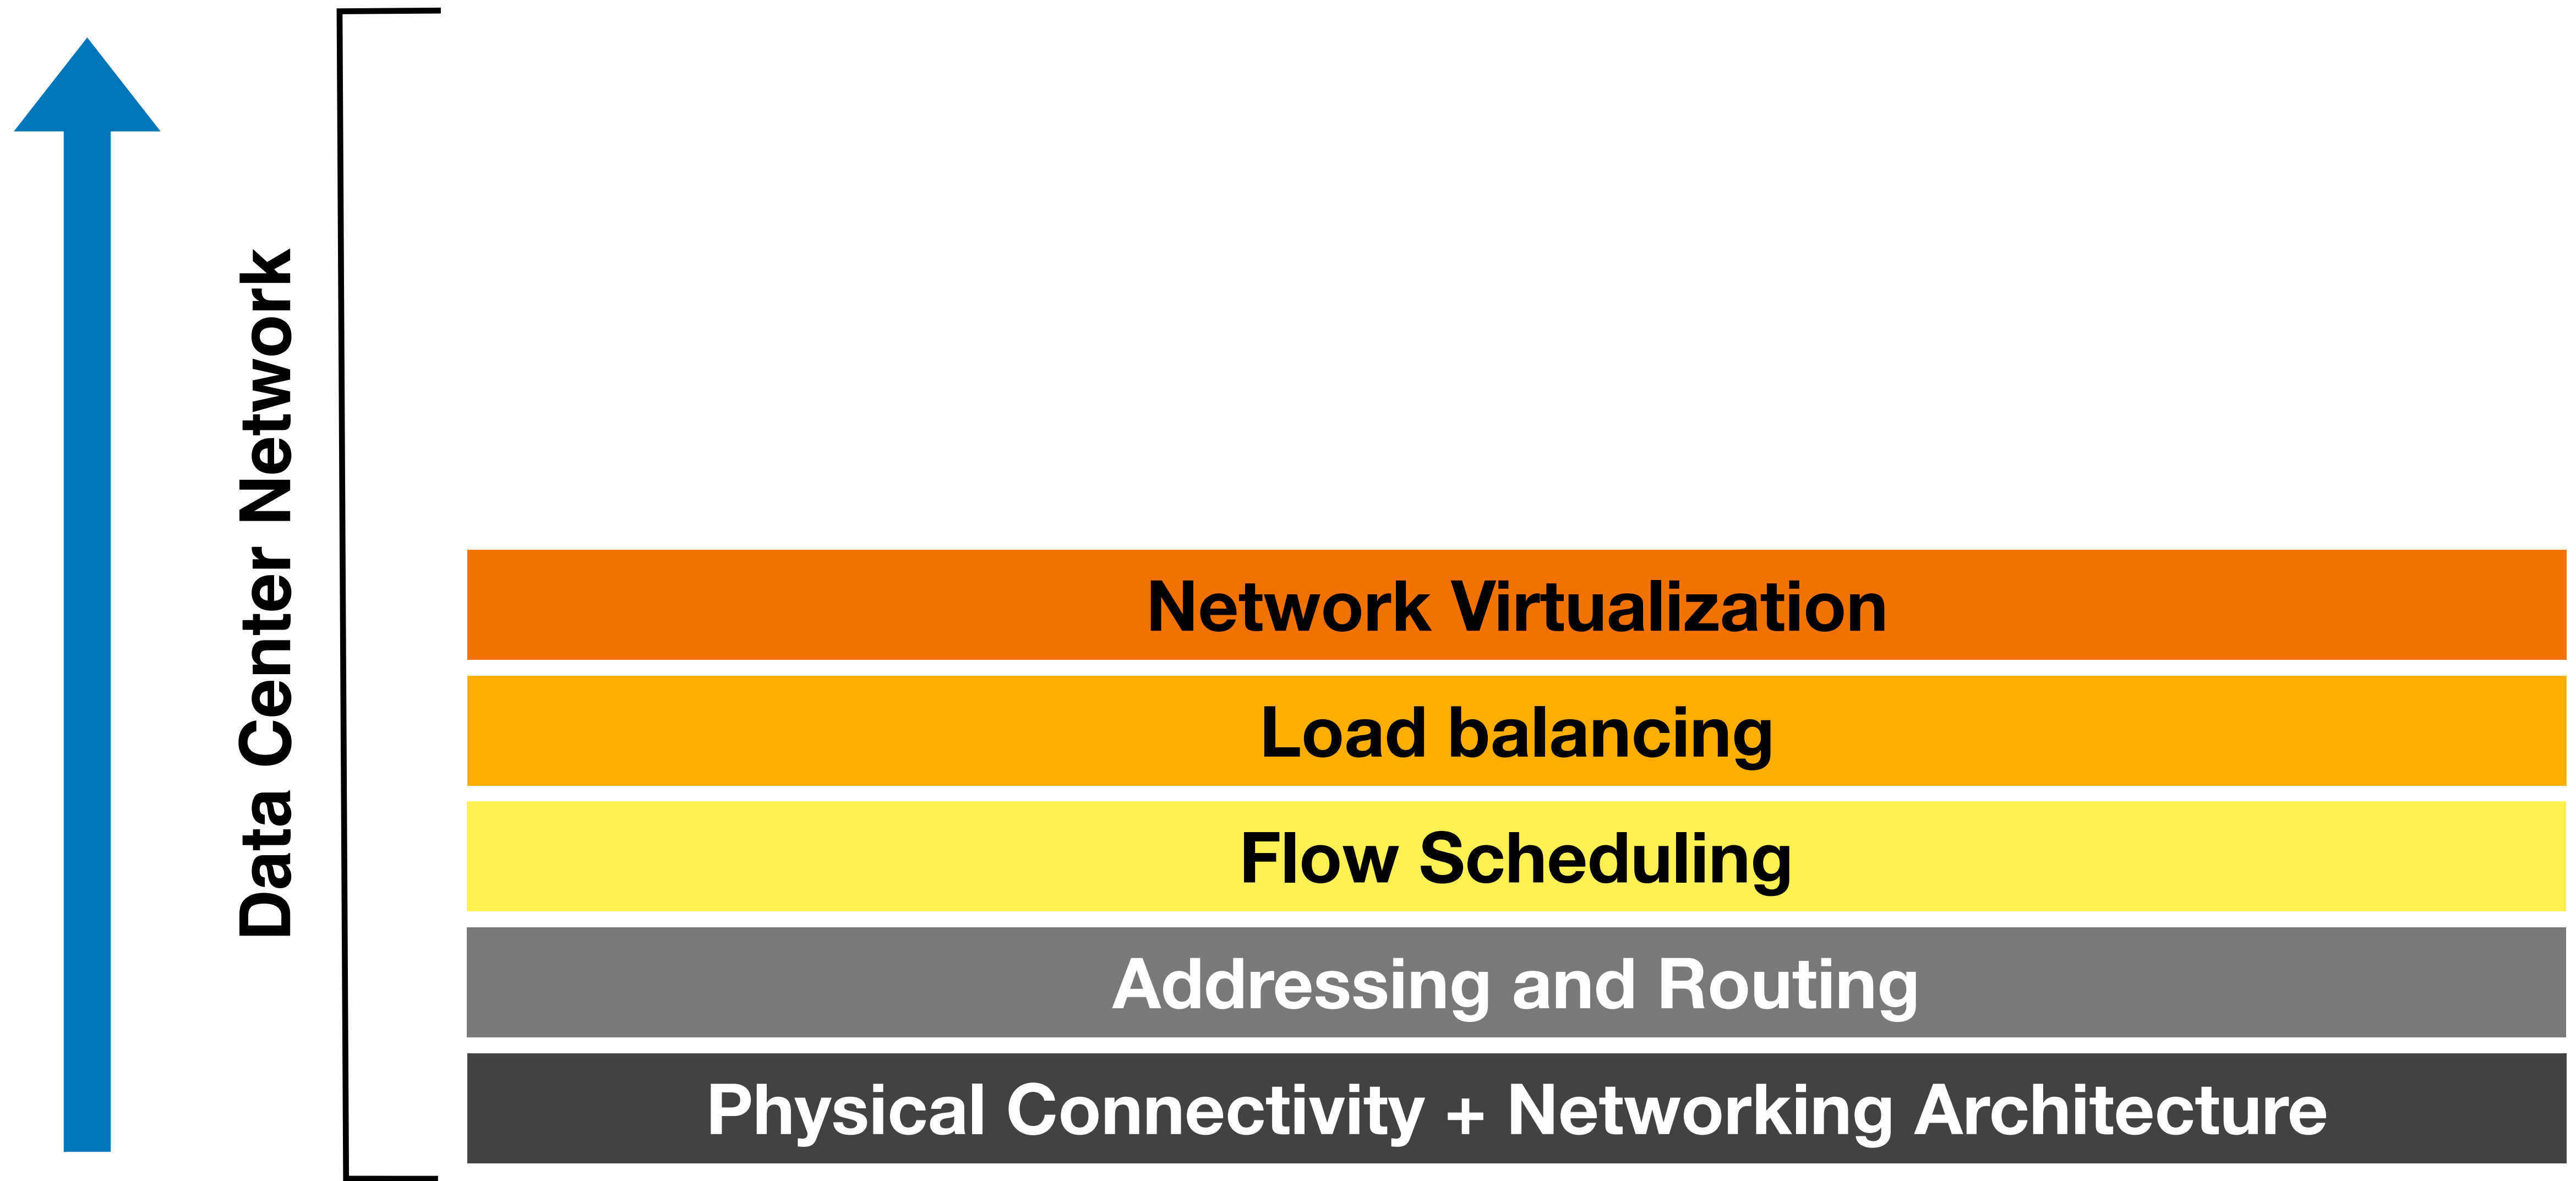 Data Center Network
Network Virtualization
Load balancing
Flow Scheduling
Addressing and Routing
Physical Connectivity + Networking Architecture